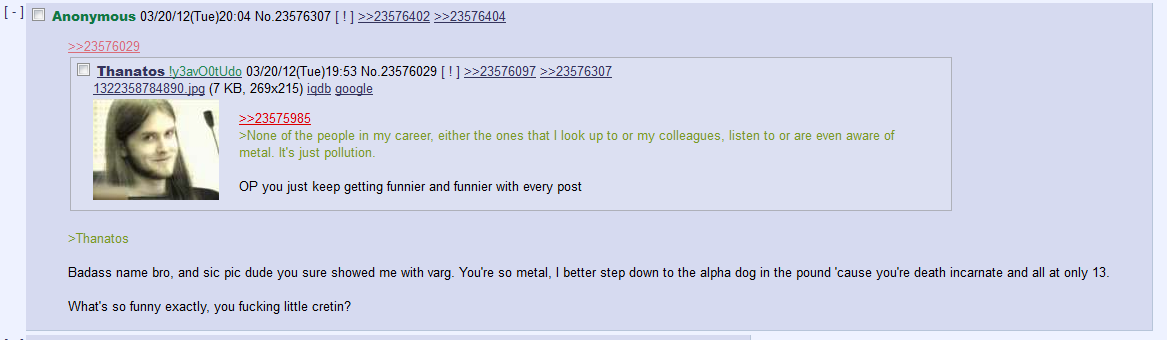 [ - ] Anonymous 03/20/12(Tue)20:04 No.23576307 [ ! ] >>23576402 >>23576404
>>23576029
Thanatos !y3avO0tUdo 03/20/12(Tue)19:53 No.23576029 [ ! ] >>23576097 >>23576307
1322358784890.jpg (7 KB, 269x215) iqdb google
>>23575985
>None of the people in my career, either the ones that I look up to or my colleagues, listen to or are even aware of
metal. It's just pollution.
OP you just keep getting funnier and funnier with every post
>Thanatos
Badass name bro, and sic pic dude you sure showed me with varg. You're so metal, I better step down to the alpha dog in the pound 'cause you're death incarnate and all at only 13.
What's so funny exactly, you fucking little cretin?